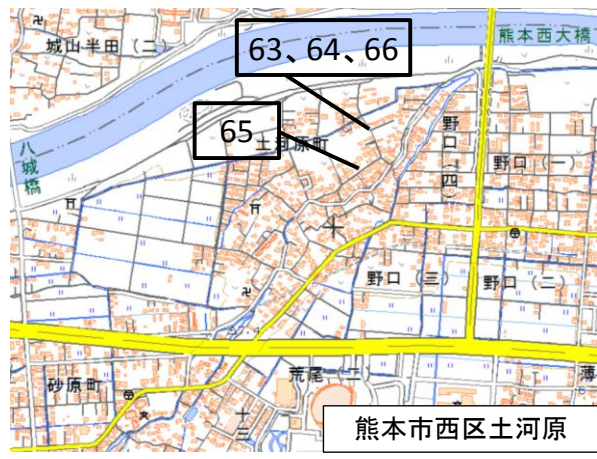 城山半田(二)
63、64、66
熊本西大橋
八城橋
65
土河原町
野口(四)
野口(一)
野口(三)
野口(二)
砂原町
荒尾(二)
薄
熊本市西区土河原